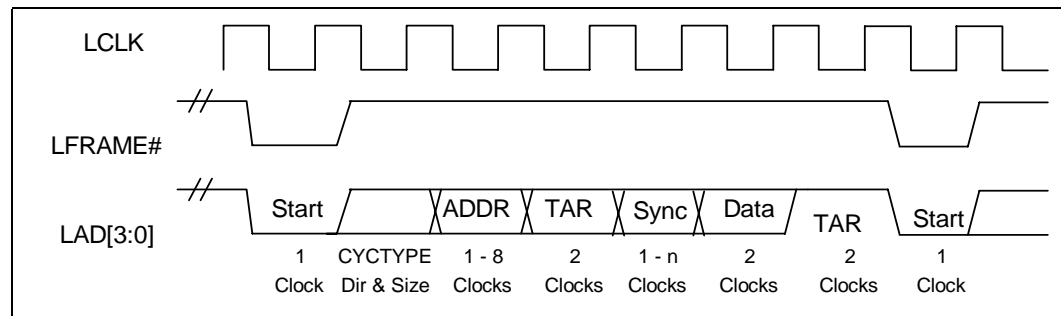 LCLK
LFRAME#
LAD[3:0]
Start ADDR TAR Sync Data TAR Start
1 CYCTYPE 1 - 8 2 1 - n 2 2 1
Clock Dir & Size Clocks Clocks Clocks Clocks Clocks Clock